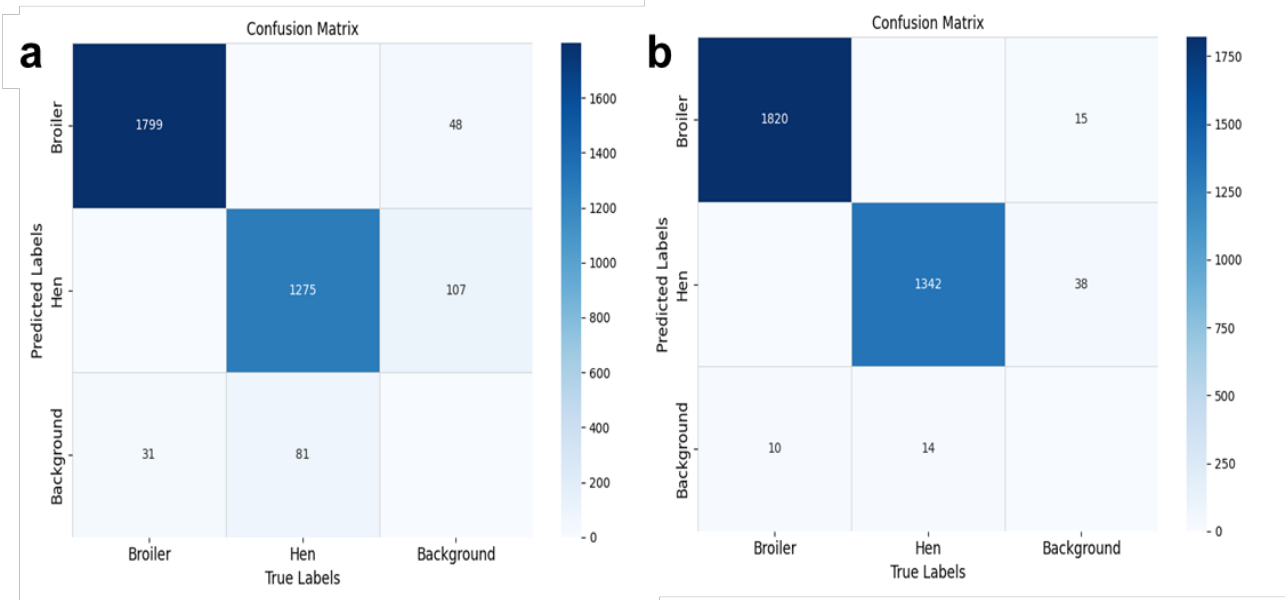 a
Confusion Matrix
Predicted Labels
Broiler
1799
48
Hen
1275
107
Background
31
81
Broiler
Hen
Background
True Labels
1600
1400
1200
1000
800
600
400
200
0
b
Confusion Matrix
Predicted Labels
Broiler
1820
15
Hen
1342
38
Background
10
14
Broiler
Hen
Background
True Labels
1750
1500
1250
1000
750
500
250
0